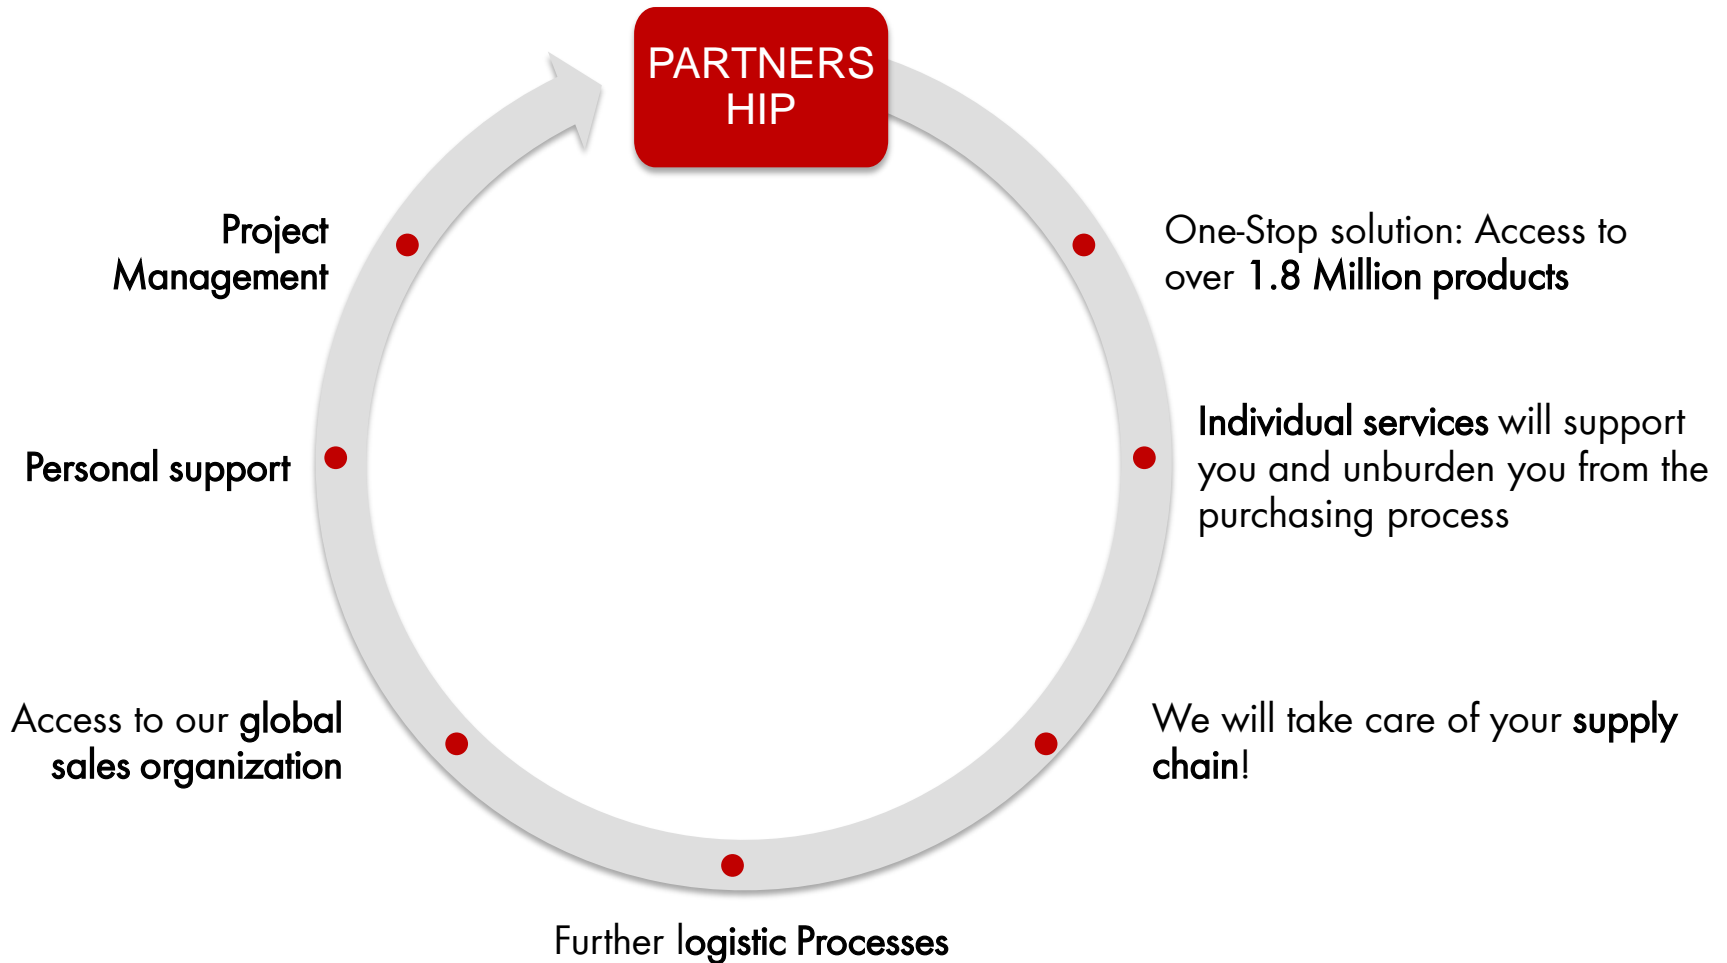 PARTNERS
HIP
One-Stop solution: Access to
over 1.8 Million products
Individual services will support
you and unburden you from the
purchasing process
We will take care of your supply
chain!
Further logistic Processes
Access to our global
sales organization
Personal support
Project
Management